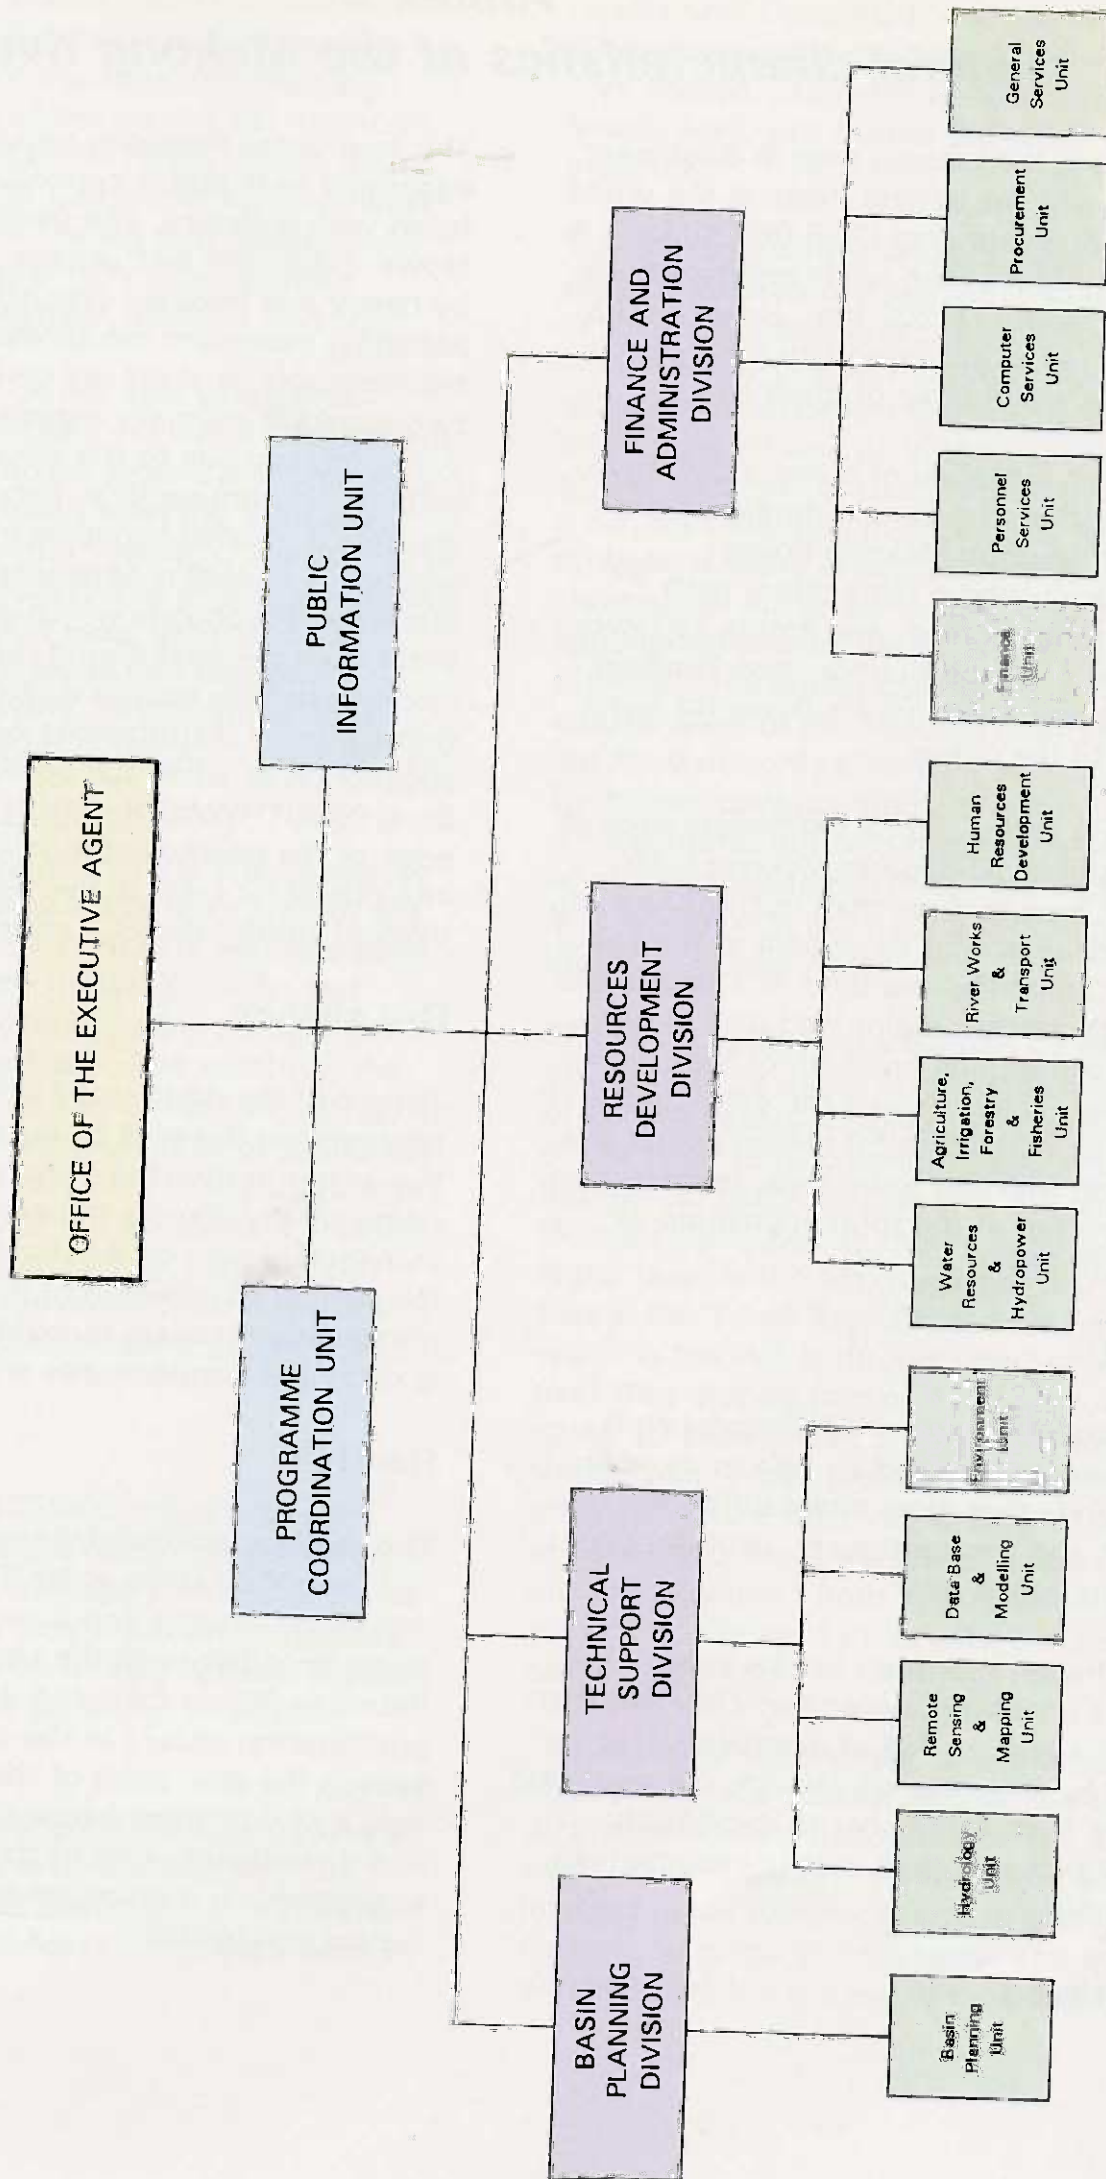 OFFICE OF THE EXECUTIVE AGENT
PROGRAMME
COORDINATION UNIT
PUBLIC
INFORMATION UNIT
BASIN
PLANNING
DIVISION
TECHNICAL
SUPPORT
DIVISION
RESOURCES
DEVELOPMENT
DIVISION
FINANCE AND
ADMINISTRATION
DIVISION
Basin
Planning
Unit
Hydrology
Unit
Remote
Sensing
&
Mapping
Unit
Data Base
&
Modelling
Unit
Environment
Unit
Water
Resources
&
Hydropower
Unit
Agriculture,
Irrigation,
Forestry
&
Fisheries
Unit
River Works
&
Transport
Unit
Human
Resources
Development
Unit
Finance
Unit
Personnel
Services
Unit
Computer
Services
Unit
Procurement
Unit
General
Services
Unit